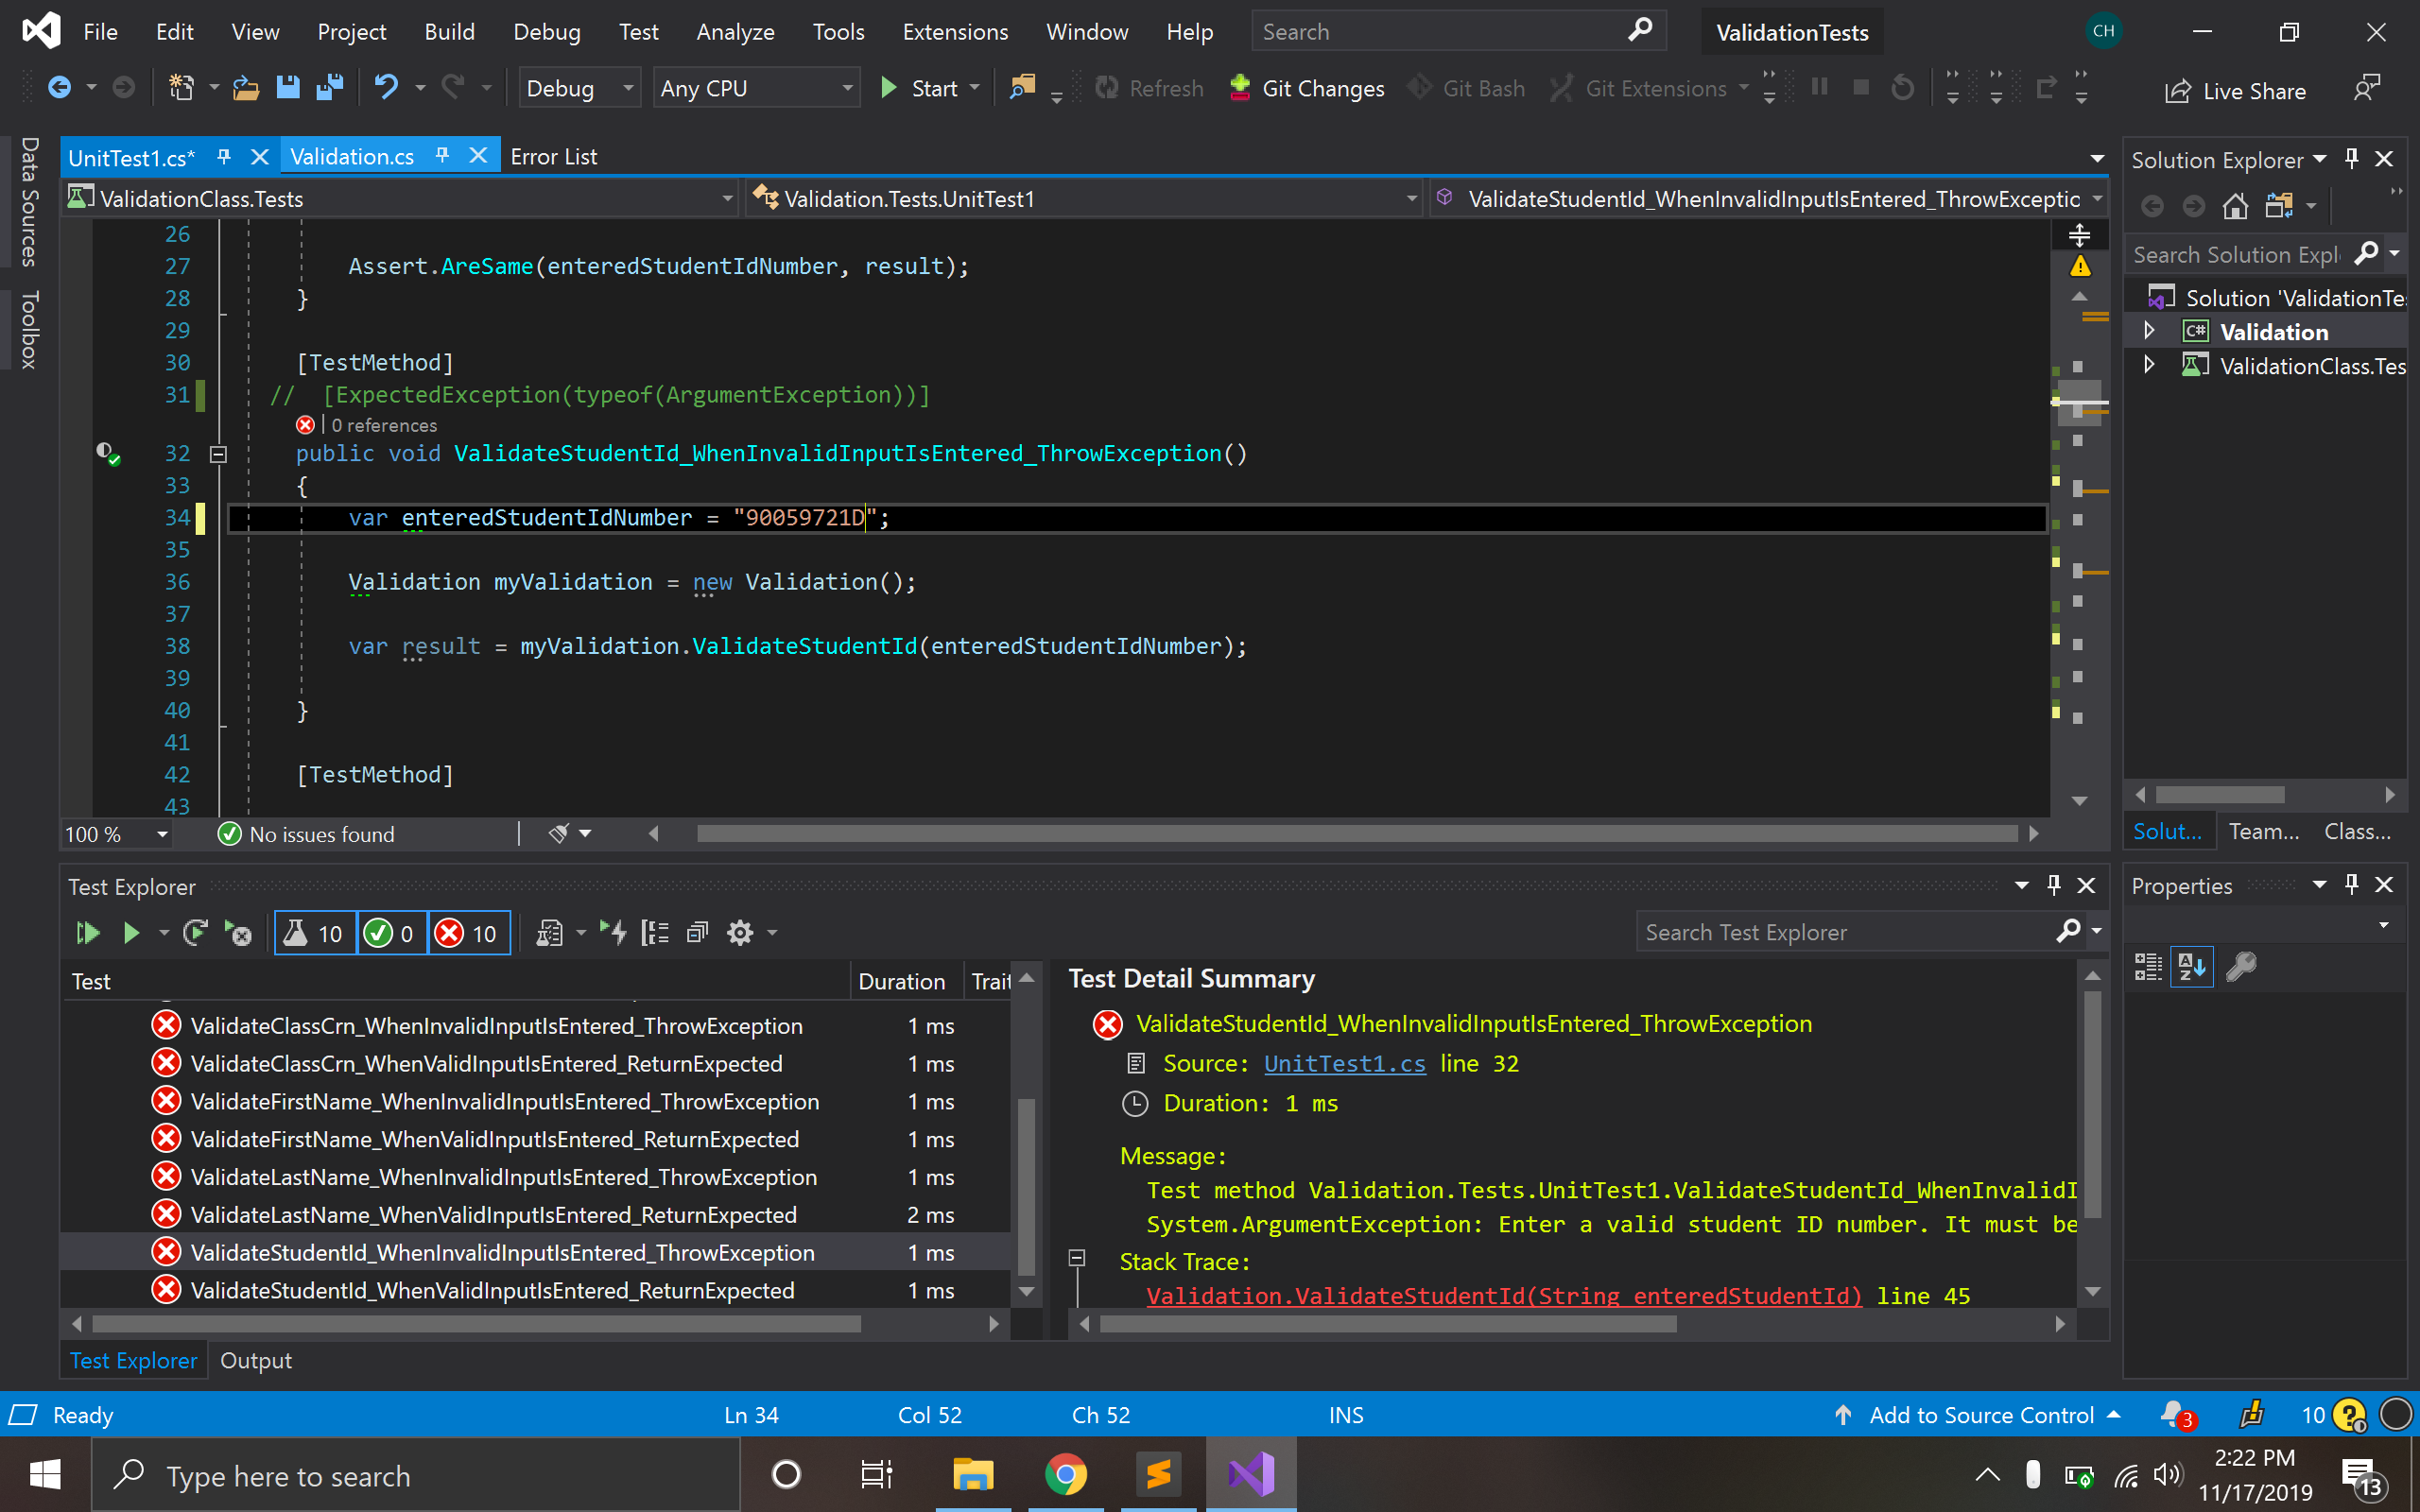 File Edit View Project Build Debug Test Analyze Tools Extensions Window Help Search ValidationTests CH
Debug Any CPU Start Refresh Git Changes Git Bash Git Extensions Live Share
Data Sources
Toolbox
UnitTest1.cs* Validation.cs Error List
ValidationClass.Tests Validation.Tests.UnitTest1 ValidateStudentId_WhenInvalidInputIsEntered_ThrowExceptic
26
27 Assert.AreSame(enteredStudentIdNumber, result);
28 }
29
30 [TestMethod]
31 // [ExpectedException(typeof(ArgumentException))]
0 references
32 public void ValidateStudentId_WhenInvalidInputIsEntered_ThrowException()
33 {
34 var enteredStudentIdNumber = "90059721D";
35
36 Validation myValidation = new Validation();
37
38 var result = myValidation.ValidateStudentId(enteredStudentIdNumber);
39
40 }
41
42 [TestMethod]
43
100 % No issues found
Solution Explorer
Search Solution Expl
Solution 'ValidationTe
C# Validation
ValidationClass.Tes
Solut... Team... Class...
Properties
Test Explorer
10 0 10 Search Test Explorer
Test Duration Trait
ValidateClassCrn_WhenInvalidInputIsEntered_ThrowException 1 ms
ValidateClassCrn_WhenValidInputIsEntered_ReturnExpected 1 ms
ValidateFirstName_WhenInvalidInputIsEntered_ThrowException 1 ms
ValidateFirstName_WhenValidInputIsEntered_ReturnExpected 1 ms
ValidateLastName_WhenInvalidInputIsEntered_ThrowException 1 ms
ValidateLastName_WhenValidInputIsEntered_ReturnExpected 2 ms
ValidateStudentId_WhenInvalidInputIsEntered_ThrowException 1 ms
ValidateStudentId_WhenValidInputIsEntered_ReturnExpected 1 ms
Test Detail Summary
ValidateStudentId_WhenInvalidInputIsEntered_ThrowException
Source: UnitTest1.cs line 32
Duration: 1 ms
Message:
Test method Validation.Tests.UnitTest1.ValidateStudentId_WhenInvalidI
System.ArgumentException: Enter a valid student ID number. It must be
Stack Trace:
Validation.ValidateStudentId(String enteredStudentId) line 45
Test Explorer Output
Ready Ln 34 Col 52 Ch 52 INS Add to Source Control 3 10
Type here to search
2:22 PM
11/17/2019
13